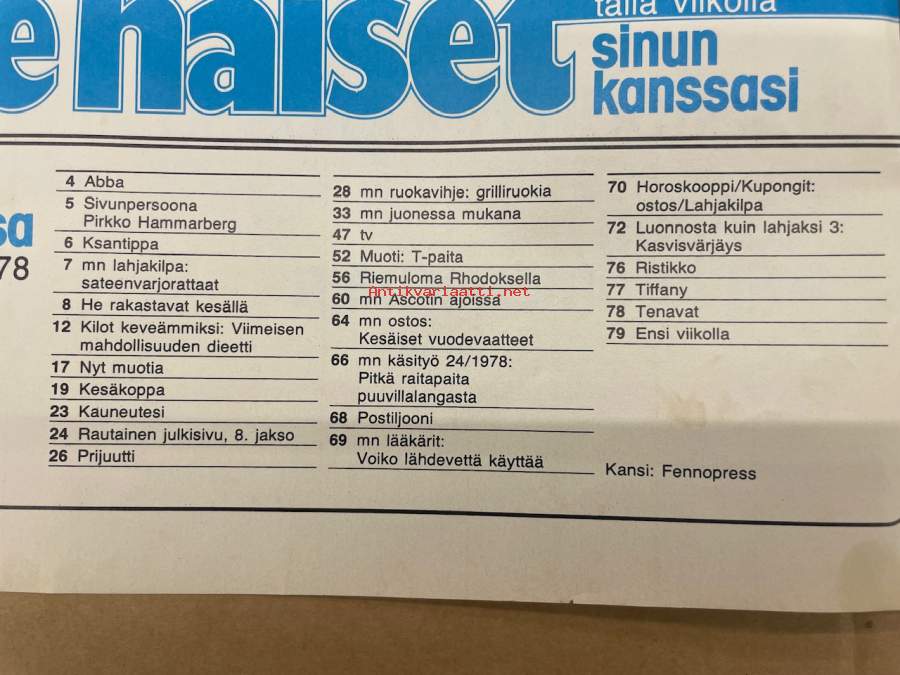 e naiset
tällä viikolla
sinun
kanssasi
sa
78
4 Abba
5 Sivunpersoona
Pirkko Hammarberg
6 Ksantippa
7 mn lahjakilpa:
sateenvarjorattaat
8 He rakastavat kesällä
12 Kilot keveämmiksi: Viimeisen
mahdollisuuden dieetti
17 Nyt muotia
19 Kesäkoppa
23 Kauneutesi
24 Rautainen julkisivu, 8. jakso
26 Prijuutti
28 mn ruokavihje: grilliruokia
33 mn juonessa mukana
47 tv
52 Muoti: T-paita
56 Riemuloma Rhodoksella
60 mn Ascotin ajoissa
64 mn ostos:
Kesäiset vuodevaatteet
66 mn käsityö 24/1978:
Pitkä raitapaita
puuvillalangasta
68 Postiljooni
69 mn lääkärit:
Voiko lähdevettä käyttää
70 Horoskooppi/Kupongit:
ostos/Lahjakilpa
72 Luonnosta kuin lahjaksi 3:
Kasvisvärjäys
76 Ristikko
77 Tiffany
78 Tenavat
79 Ensi viikolla
Kansi: Fennopress
Antikvariaatti.net